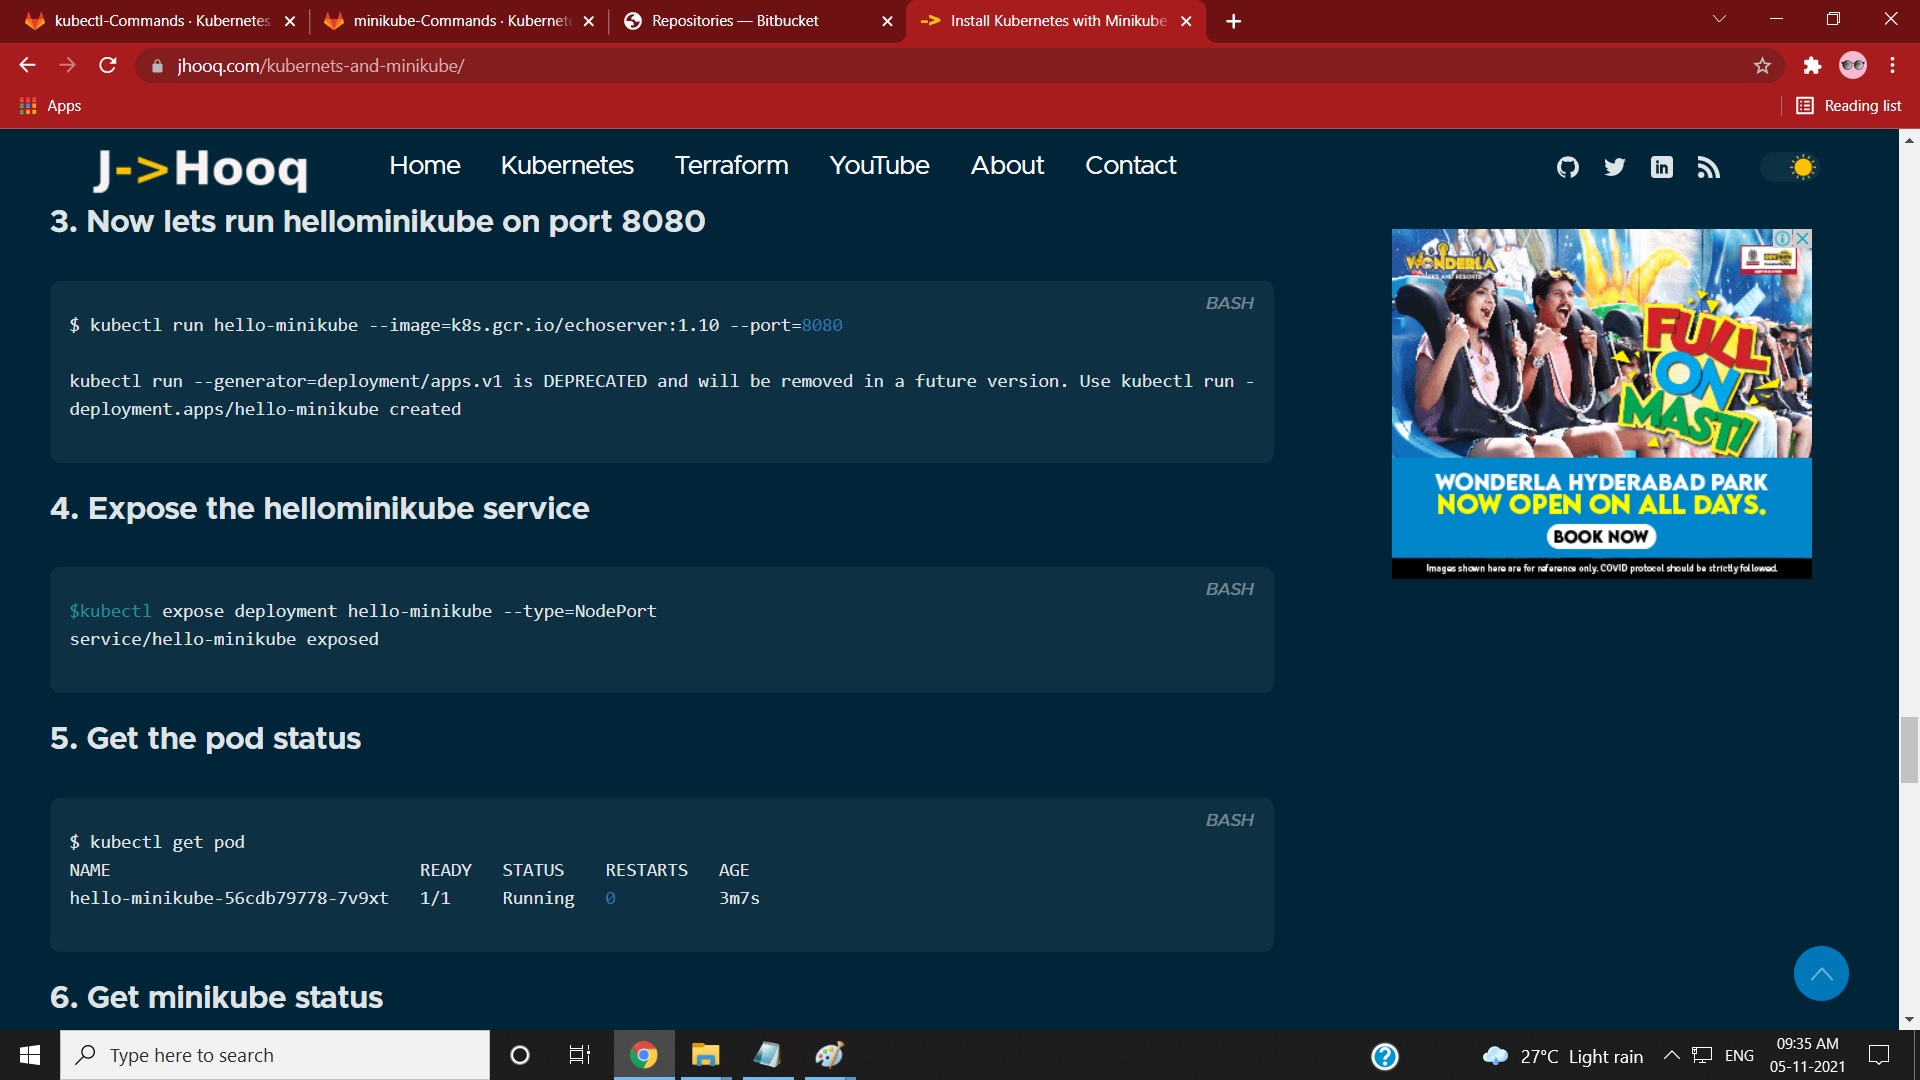 kubectl-Commands · Kubernetes
minikube-Commands · Kubernet
Repositories — Bitbucket
Install Kubernetes with Minikube
jhooq.com/kubernets-and-minikube/
Apps
Reading list
J->Hooq
Home
Kubernetes
Terraform
YouTube
About
Contact
3. Now lets run hellominikube on port 8080
BASH
$ kubectl run hello-minikube --image=k8s.gcr.io/echoserver:1.10 --port=8080
kubectl run --generator=deployment/apps.v1 is DEPRECATED and will be removed in a future version. Use kubectl run -
deployment.apps/hello-minikube created
WONDERLA
FULL
ON
MAST!
WONDERLA HYDERABAD PARK
NOW OPEN ON ALL DAYS.
BOOK NOW
Images shown here are for reference only. COVID protocol should be strictly followed.
4. Expose the hellominikube service
BASH
$kubectl expose deployment hello-minikube --type=NodePort
service/hello-minikube exposed
5. Get the pod status
BASH
$ kubectl get pod
NAME READY STATUS RESTARTS AGE
hello-minikube-56cdb79778-7v9xt 1/1 Running 0 3m7s
6. Get minikube status
Type here to search
27°C Light rain
ENG
09:35 AM
05-11-2021